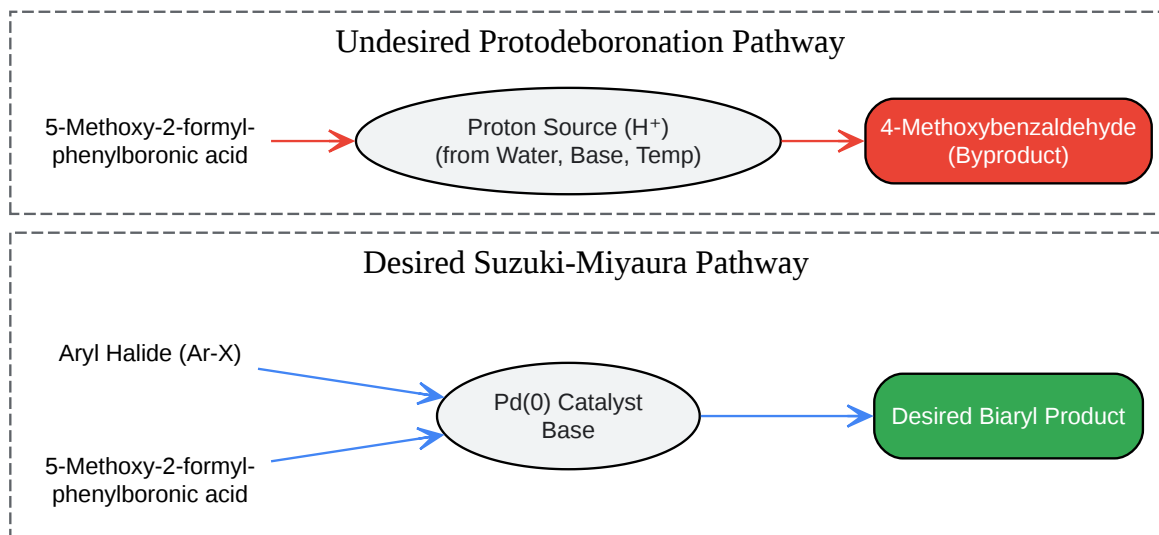 Undesired Protodeboronation Pathway
5-Methoxy-2-formyl-
phenylboronic acid
Proton Source (H⁺)
(from Water, Base, Temp)
4-Methoxybenzaldehyde
(Byproduct)
Desired Suzuki-Miyaura Pathway
Aryl Halide (Ar-X)
5-Methoxy-2-formyl-
phenylboronic acid
Pd(0) Catalyst
Base
Desired Biaryl Product